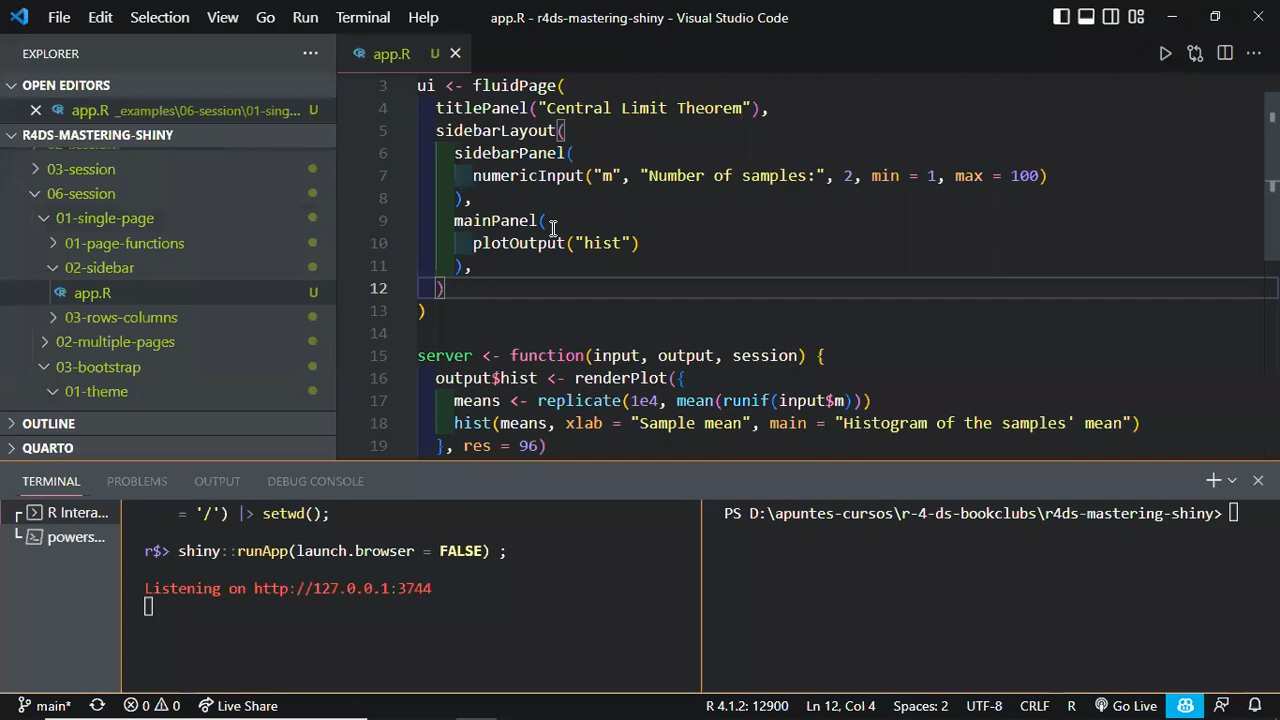 File Edit Selection View Go Run Terminal Help
app.R - r4ds-mastering-shiny - Visual Studio Code
EXPLORER
OPEN EDITORS
app.R _examples\06-session\01-sing... U
R4DS-MASTERING-SHINY
03-session
06-session
01-single-page
01-page-functions
02-sidebar
app.R U
03-rows-columns
02-multiple-pages
03-bootstrap
01-theme
OUTLINE
QUARTO
app.R U
3 ui <- fluidPage(
4 titlePanel("Central Limit Theorem"),
5 sidebarLayout(
6 sidebarPanel(
7 numericInput("m", "Number of samples:", 2, min = 1, max = 100)
8 ),
9 mainPanel(
10 plotOutput("hist")
11 ),
12 )
13 )
14
15 server <- function(input, output, session) {
16 output$hist <- renderPlot({
17 means <- replicate(1e4, mean(runif(input$m)))
18 hist(means, xlab = "Sample mean", main = "Histogram of the samples' mean")
19 }, res = 96)
TERMINAL PROBLEMS OUTPUT DEBUG CONSOLE
R Intera...
powers...
= '/') |> setwd();
r$> shiny::runApp(launch.browser = FALSE) ;
Listening on http://127.0.0.1:3744
PS D:\apuntes-cursos\r-4-ds-bookclubs\r4ds-mastering-shiny>
main* 0 0 Live Share R 4.1.2: 12900 Ln 12, Col 4 Spaces: 2 UTF-8 CRLF R Go Live